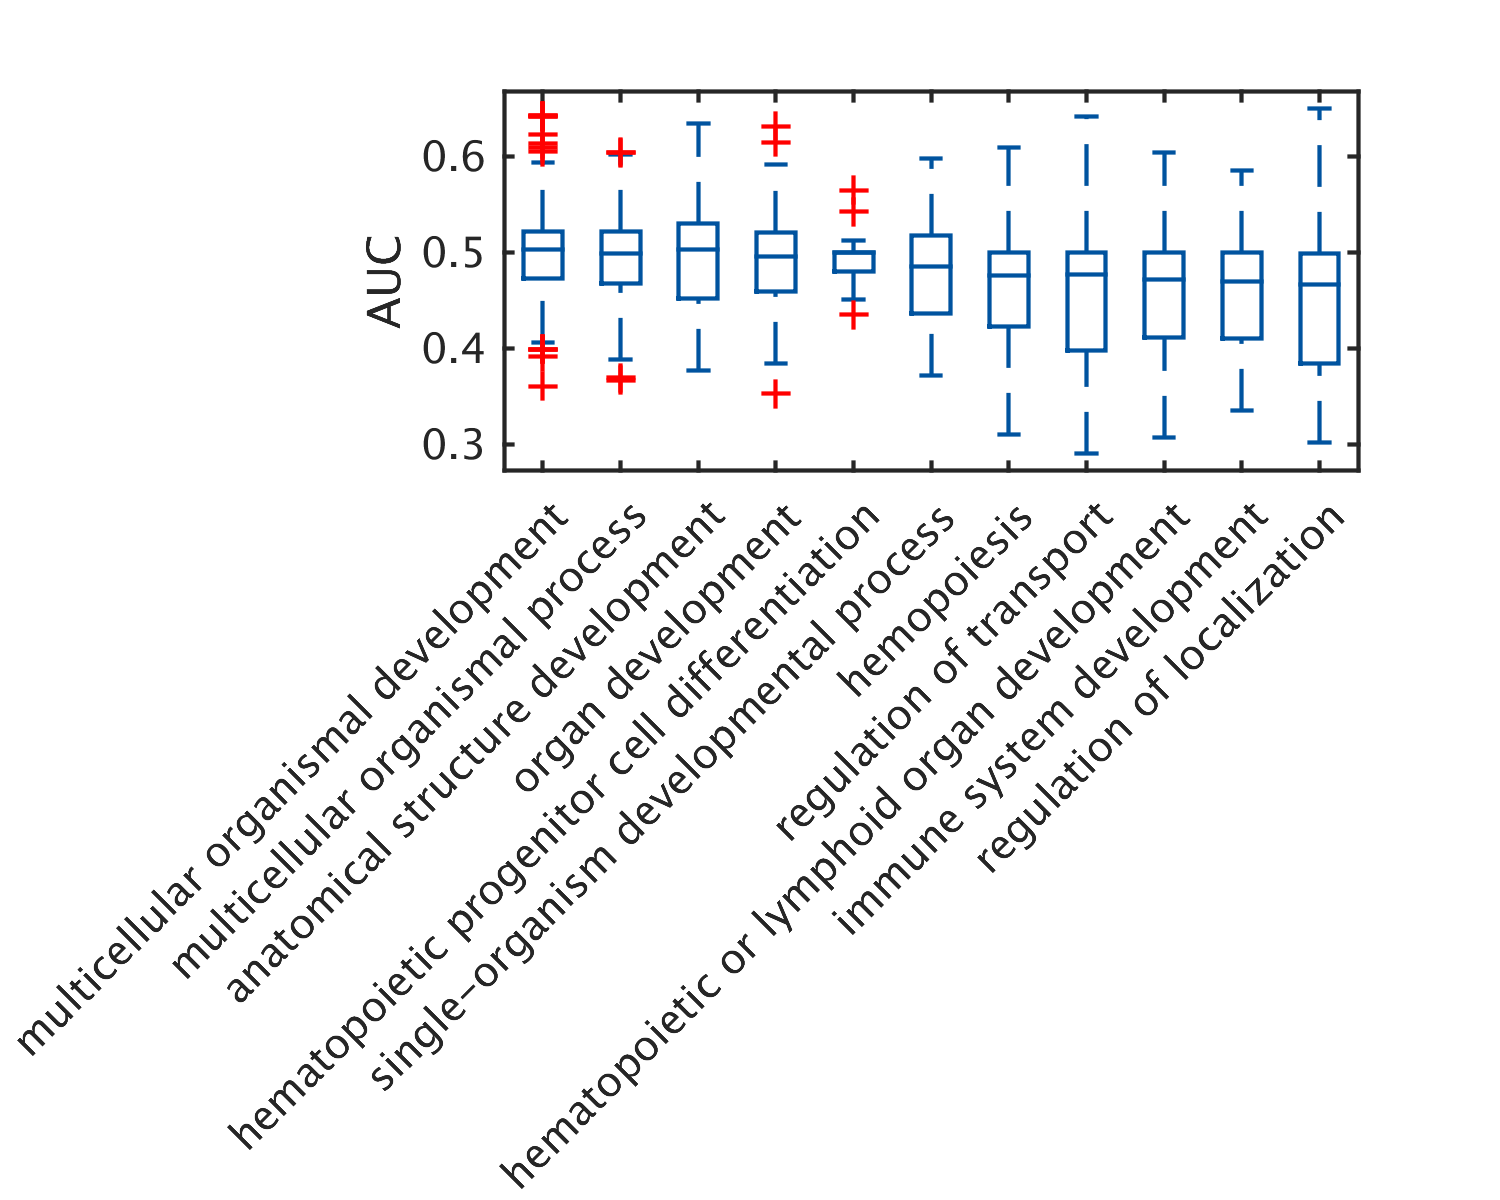 AUC
0.6
0.5
0.4
0.3
multicellular organismal development
multicellular organismal process
anatomical structure development
organ development
hematopoietic progenitor cell differentiation
single−organism developmental process
hemopoiesis
regulation of transport
hematopoietic or lymphoid organ development
immune system development
regulation of localization